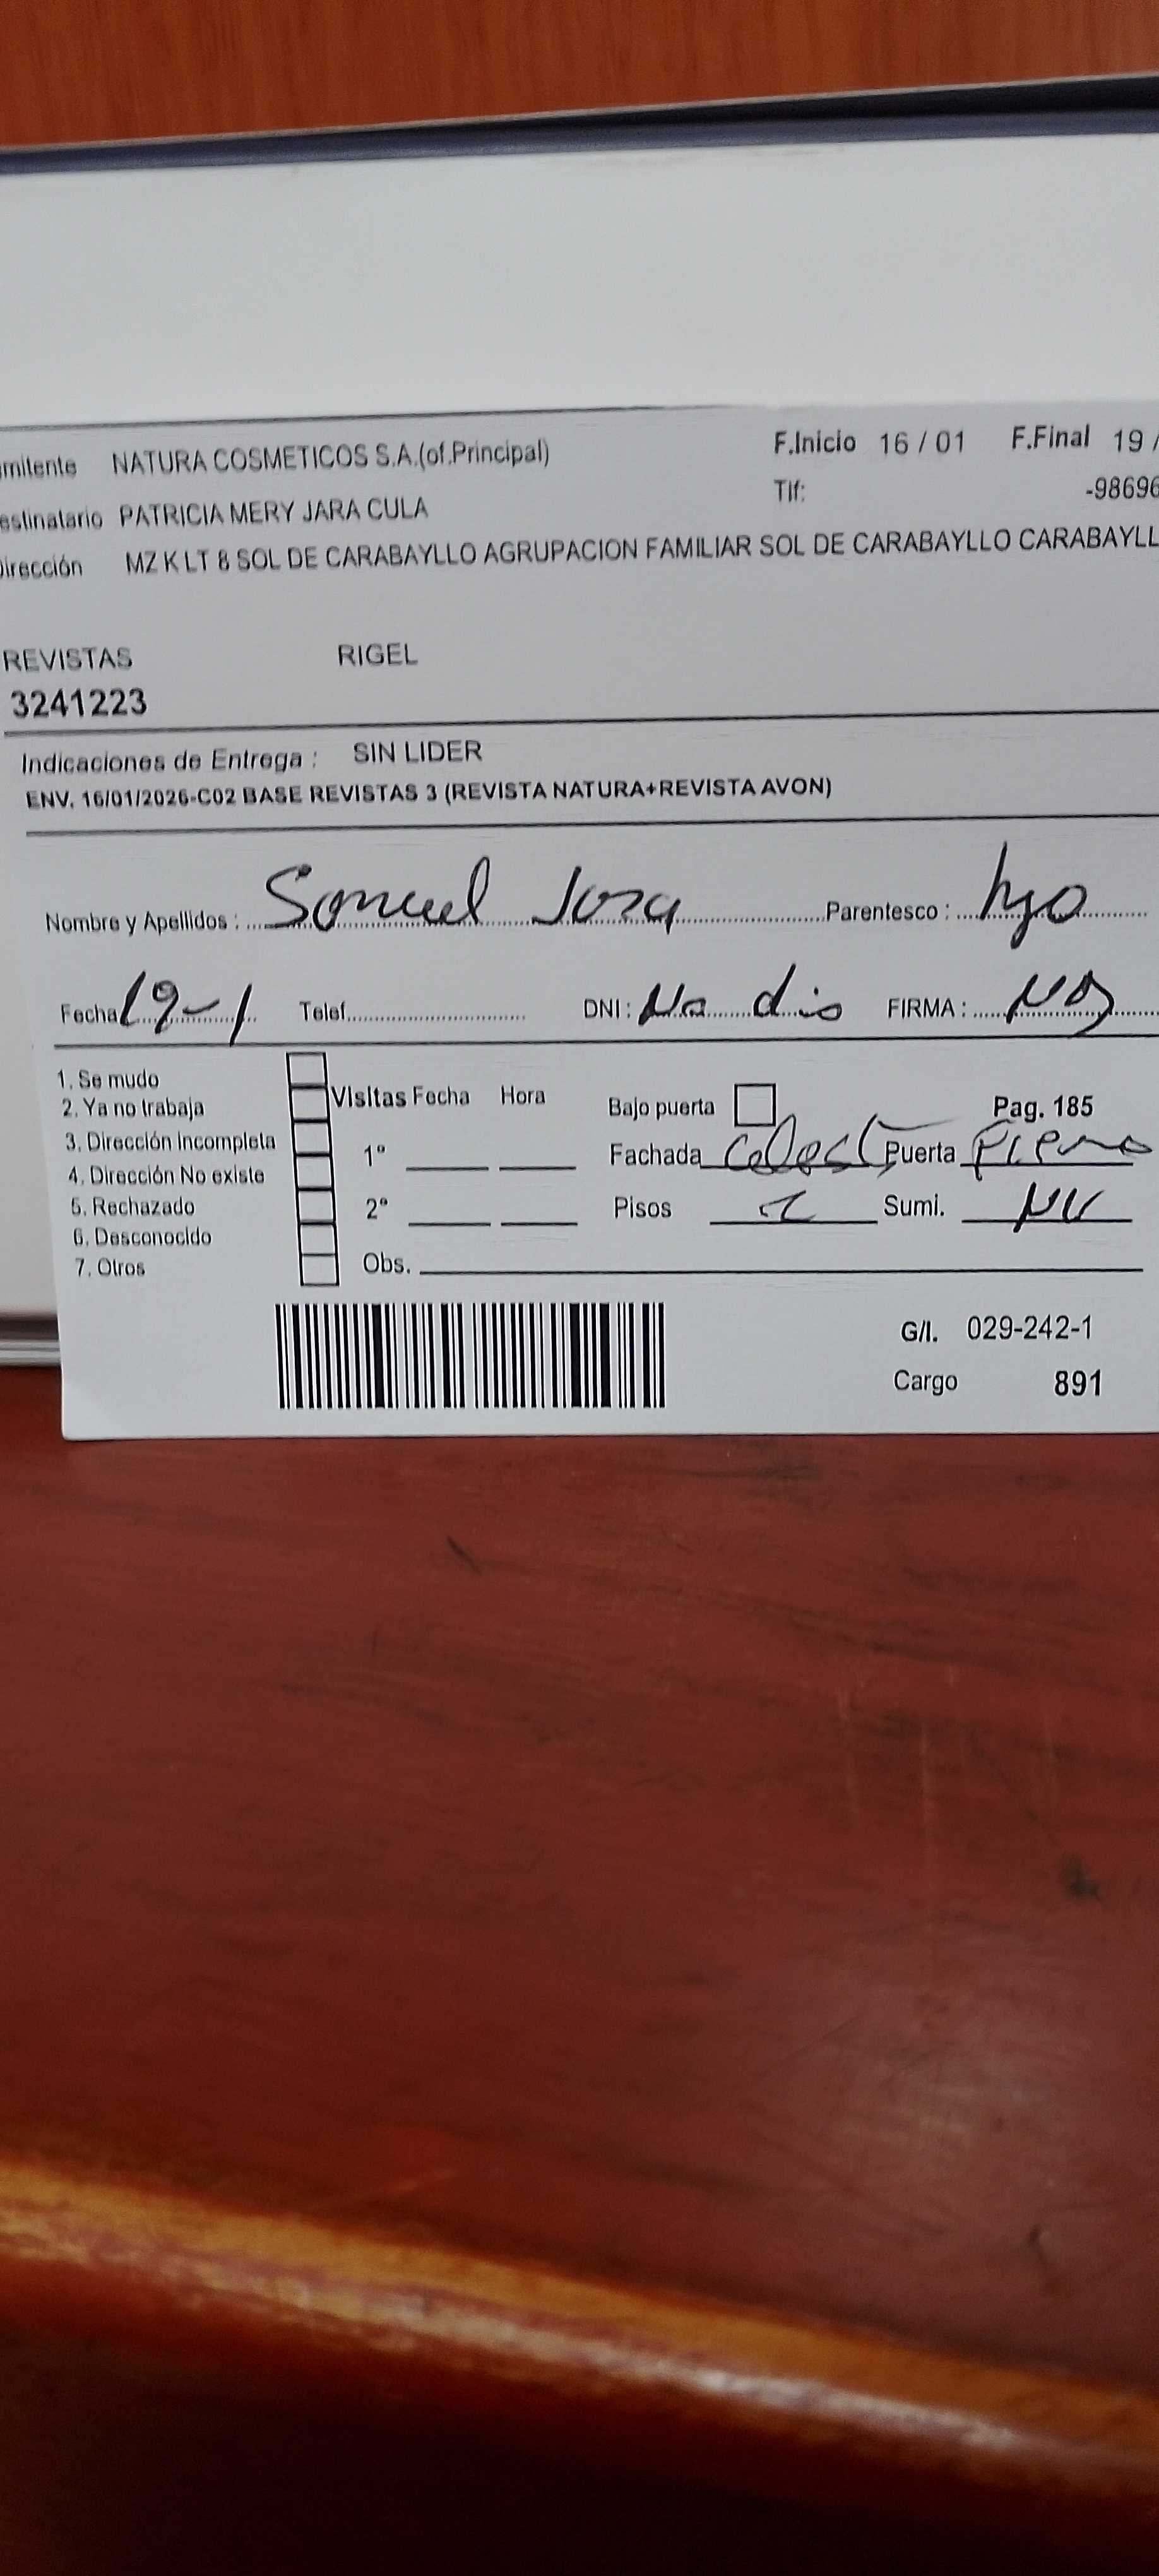 mitente NATURA COSMETICOS S.A.(of.Principal) F.Inicio 16 / 01 F.Final 19 /
estinatario PATRICIA MERY JARA CULA Tlf: -98696
Dirección MZ K LT 8 SOL DE CARABAYLLO AGRUPACION FAMILIAR SOL DE CARABAYLLO CARABAYLL
REVISTAS RIGEL
3241223
Indicaciones de Entrega : SIN LIDER
ENV. 16/01/2026-C02 BASE REVISTAS 3 (REVISTA NATURA+REVISTA AVON)
Nombre y Apellidos : Samuel Jara Parentesco : hijo
Fecha 19-1 Telef. DNI : No dio FIRMA :
1. Se mudo
2. Ya no trabaja Visitas Fecha Hora Bajo puerta Pag. 185
3. Dirección incompleta 1° Fachada Celeste Puerta Fierro
4. Dirección No existe
5. Rechazado 2° Pisos Sumi.
6. Desconocido
7. Otros Obs.
G/I. 029-242-1
Cargo 891